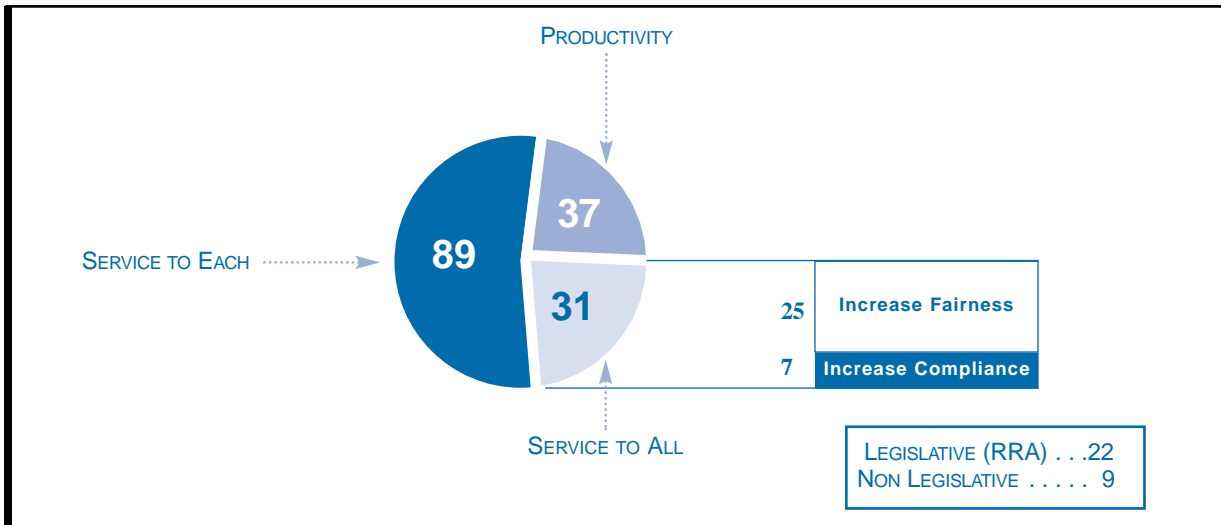 PRODUCTIVITY
37
SERVICE TO EACH
89
31
25
Increase Fairness
7
Increase Compliance
SERVICE TO ALL
LEGISLATIVE (RRA) . . .22
NON LEGISLATIVE . . . . . 9